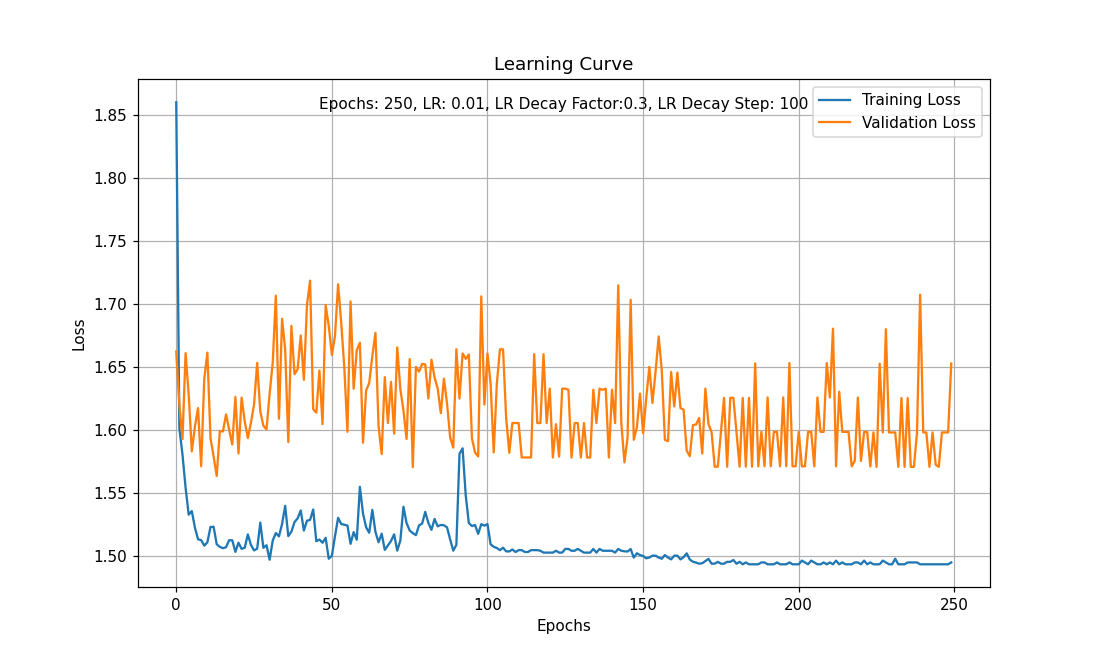 Learning Curve
Epochs: 250, LR: 0.01, LR Decay Factor:0.3, LR Decay Step: 100
Training Loss
Validation Loss
1.85
1.80
1.75
1.70
1.65
1.60
1.55
1.50
Loss
0 50 100 150 200 250
Epochs